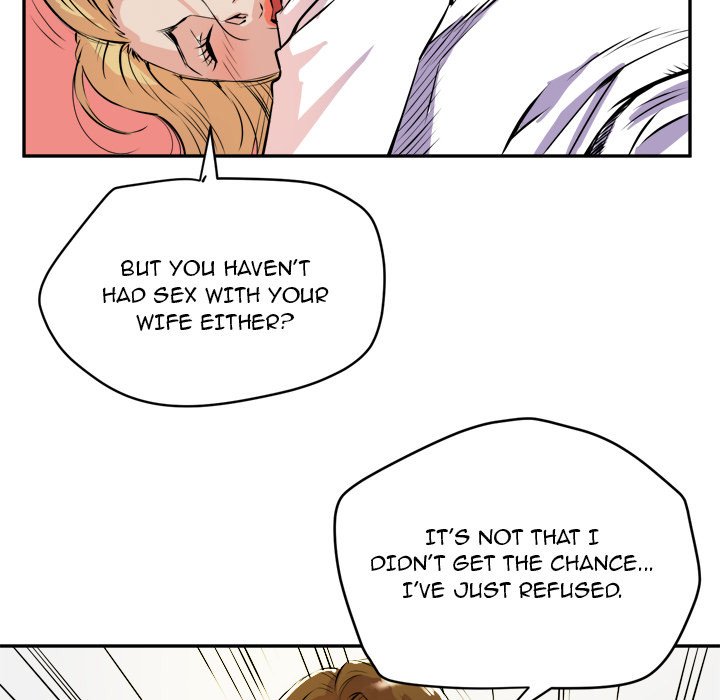 BUT YOU HAVEN'T
HAD SEX WITH YOUR
WIFE EITHER?
IT'S NOT THAT I
DIDN'T GET THE CHANCE...
I'VE JUST REFUSED.